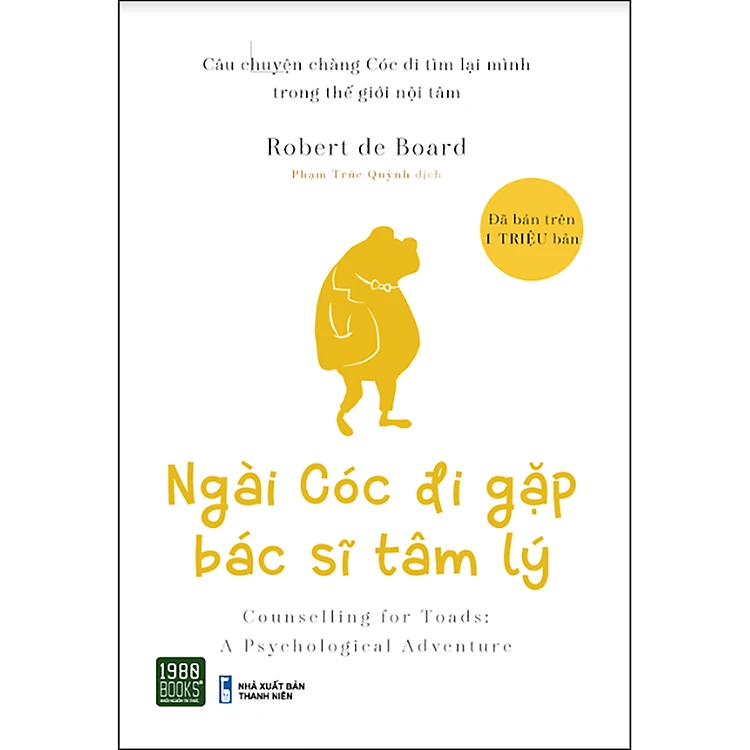 Câu chuyện chàng Cóc đi tìm lại mình
trong thế giới nội tâm
Robert de Board
Phạm Trúc Quỳnh dịch
Đã bán trên
1 TRIỆU bản
Ngài Cóc đi gặp
bác sĩ tâm lý
Counselling for Toads:
A Psychological Adventure
1980
BOOKS
NHÀ XUẤT BẢN
THANH NIÊN